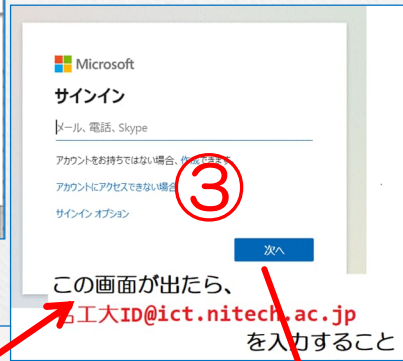 Microsoft
サインイン
メール、電話、Skype
アカウントをお持ちではない場合、作成できます
アカウントにアクセスできない場合
③
サインイン オプション
次へ
この画面が出たら、
名工大ID@ict.nitech.ac.jp
を入力すること